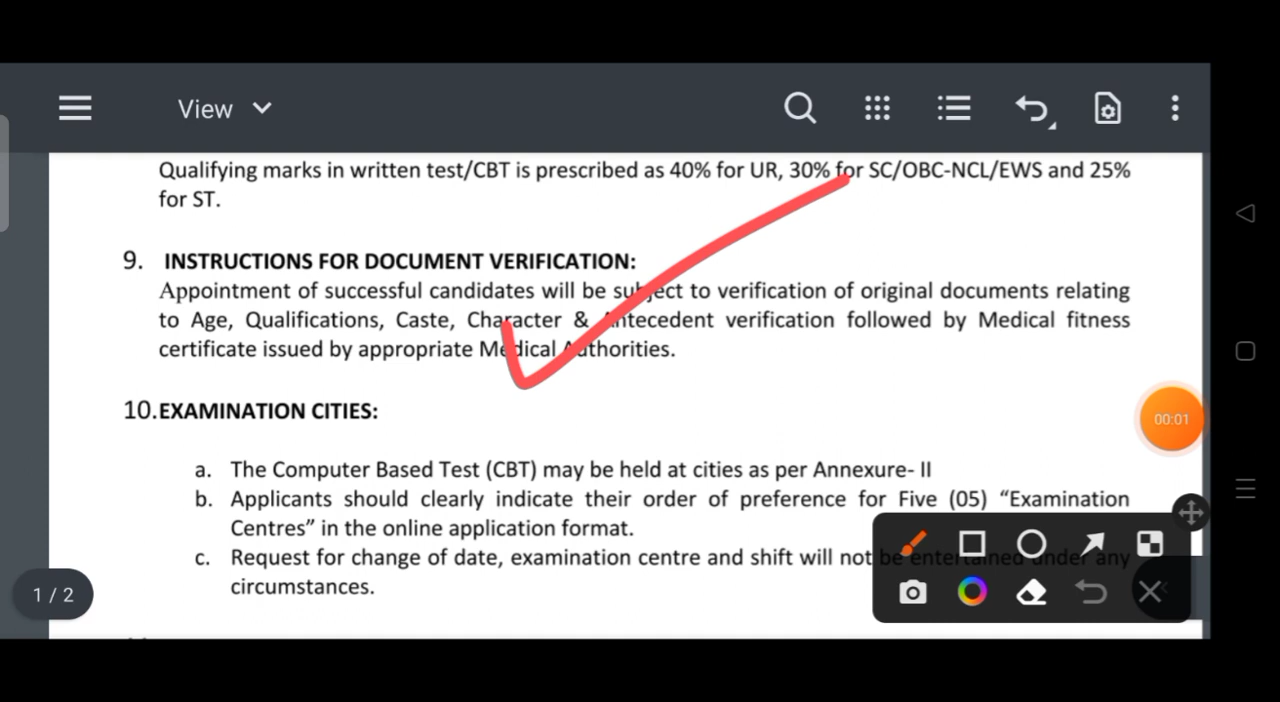 View
Qualifying marks in written test/CBT is prescribed as 40% for UR, 30% for SC/OBC-NCL/EWS and 25%
for ST.
9. INSTRUCTIONS FOR DOCUMENT VERIFICATION:
Appointment of successful candidates will be subject to verification of original documents relating
to Age, Qualifications, Caste, Character & Antecedent verification followed by Medical fitness
certificate issued by appropriate Medical Authorities.
10.EXAMINATION CITIES:
00:01
a. The Computer Based Test (CBT) may be held at cities as per Annexure- II
b. Applicants should clearly indicate their order of preference for Five (05) “Examination
Centres” in the online application format.
c. Request for change of date, examination centre and shift will not be entertained under any
circumstances.
1 / 2